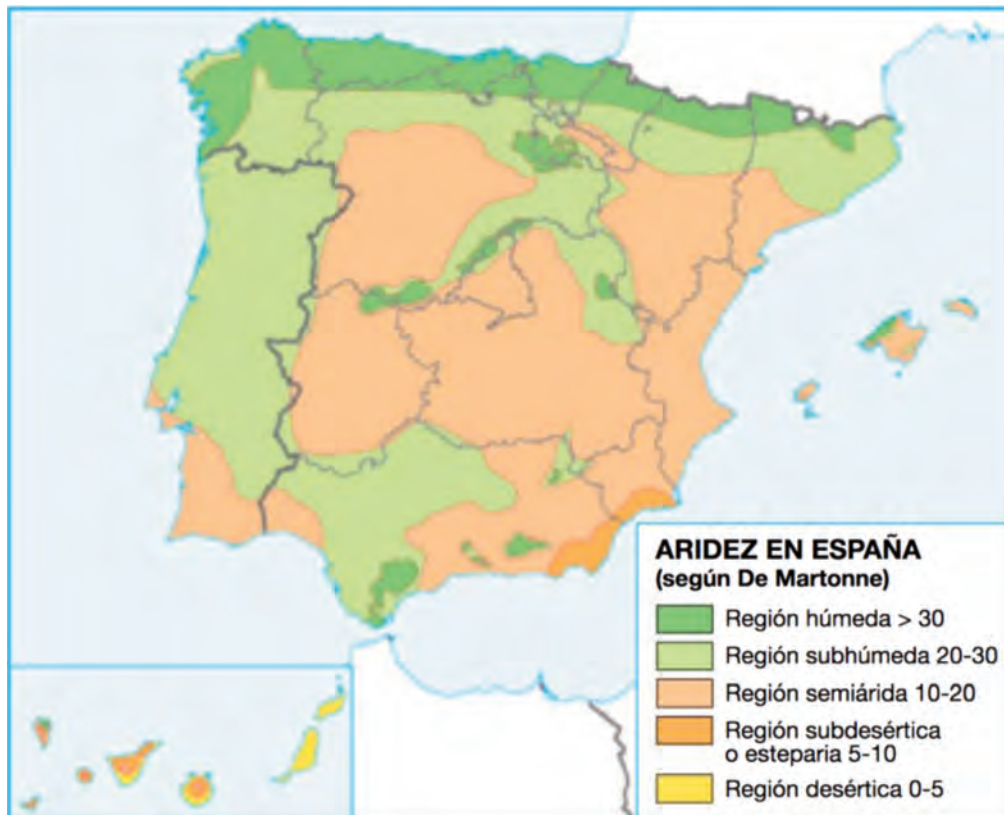 ARIDEZ EN ESPAÑA
(según De Martonne)
Región húmeda > 30
Región subhúmeda 20-30
Región semiárida 10-20
Región subdesértica
o esteparia 5-10
Región desértica 0-5